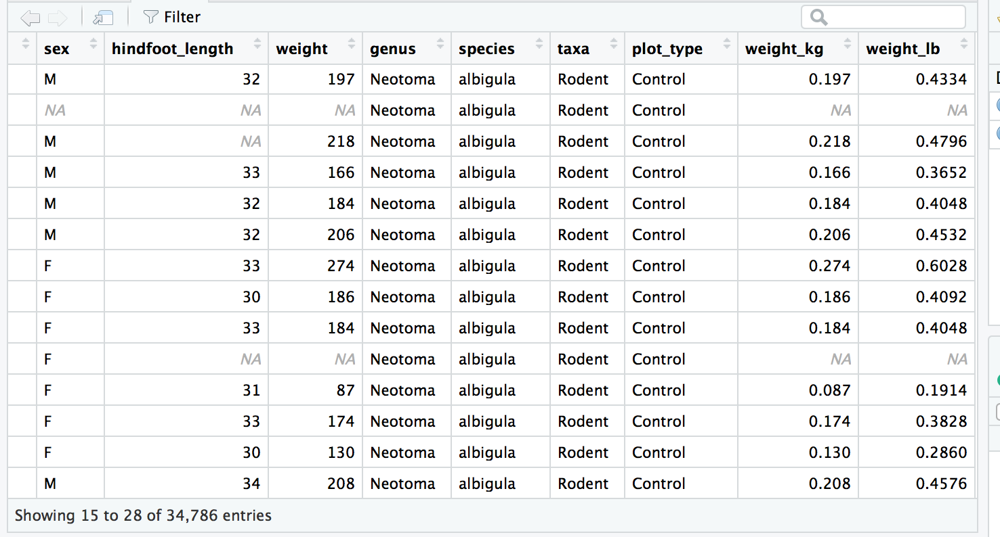 Filter
sex hindfoot_length weight genus species taxa plot_type weight_kg weight_lb
M 32 197 Neotoma albigula Rodent Control 0.197 0.4334
NA NA NA Neotoma albigula Rodent Control NA NA
M NA 218 Neotoma albigula Rodent Control 0.218 0.4796
M 33 166 Neotoma albigula Rodent Control 0.166 0.3652
M 32 184 Neotoma albigula Rodent Control 0.184 0.4048
M 32 206 Neotoma albigula Rodent Control 0.206 0.4532
F 33 274 Neotoma albigula Rodent Control 0.274 0.6028
F 30 186 Neotoma albigula Rodent Control 0.186 0.4092
F 33 184 Neotoma albigula Rodent Control 0.184 0.4048
F NA NA Neotoma albigula Rodent Control NA NA
F 31 87 Neotoma albigula Rodent Control 0.087 0.1914
F 33 174 Neotoma albigula Rodent Control 0.174 0.3828
F 30 130 Neotoma albigula Rodent Control 0.130 0.2860
M 34 208 Neotoma albigula Rodent Control 0.208 0.4576
Showing 15 to 28 of 34,786 entries